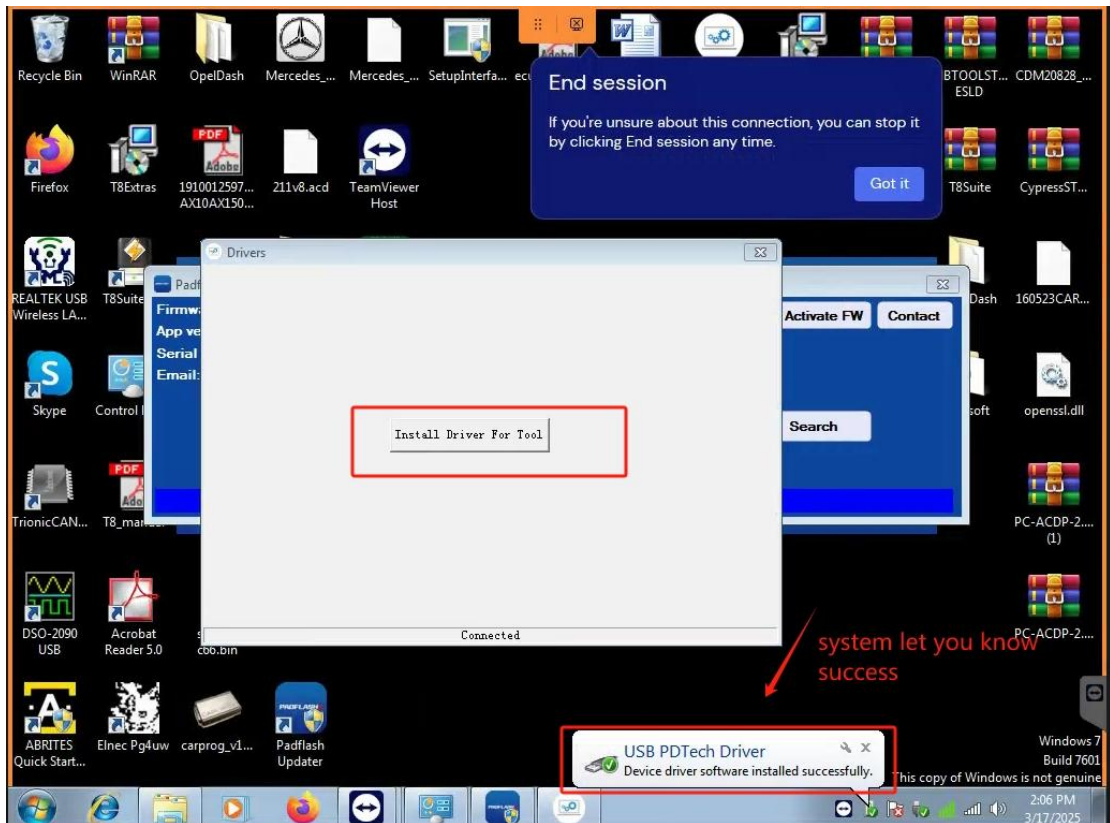 Recycle Bin
WinRAR
OpelDash
Mercedes_...
Mercedes_...
SetupInterfa...
End session
If you're unsure about this connection, you can stop it
by clicking End session any time.
Got it
BTOOLST...
ESLD
CDM20828_...
Firefox
T8Extras
1910012597...
AX10AX150...
211v8.acd
TeamViewer
Host
T8Suite
CypressST...
Drivers
REALTEK USB
Wireless LA...
T8Suite
Padf
Firmw
App ve
Serial
Email:
Activate FW
Contact
Dash
160523CAR...
Skype
Control
Install Driver For Tool
Search
soft
openssl.dll
TrionicCAN...
T8_man
PC-ACDP-2....
(1)
DSO-2090
USB
Acrobat
Reader 5.0
c66.bin
Connected
PC-ACDP-2....
system let you know
success
ABRITES
Quick Start...
Elnec Pg4uw
carprog_v1...
PADFLASH
Padflash
Updater
USB PDTech Driver
Device driver software installed successfully.
Windows 7
Build 7601
This copy of Windows is not genuine
2:06 PM
3/17/2025